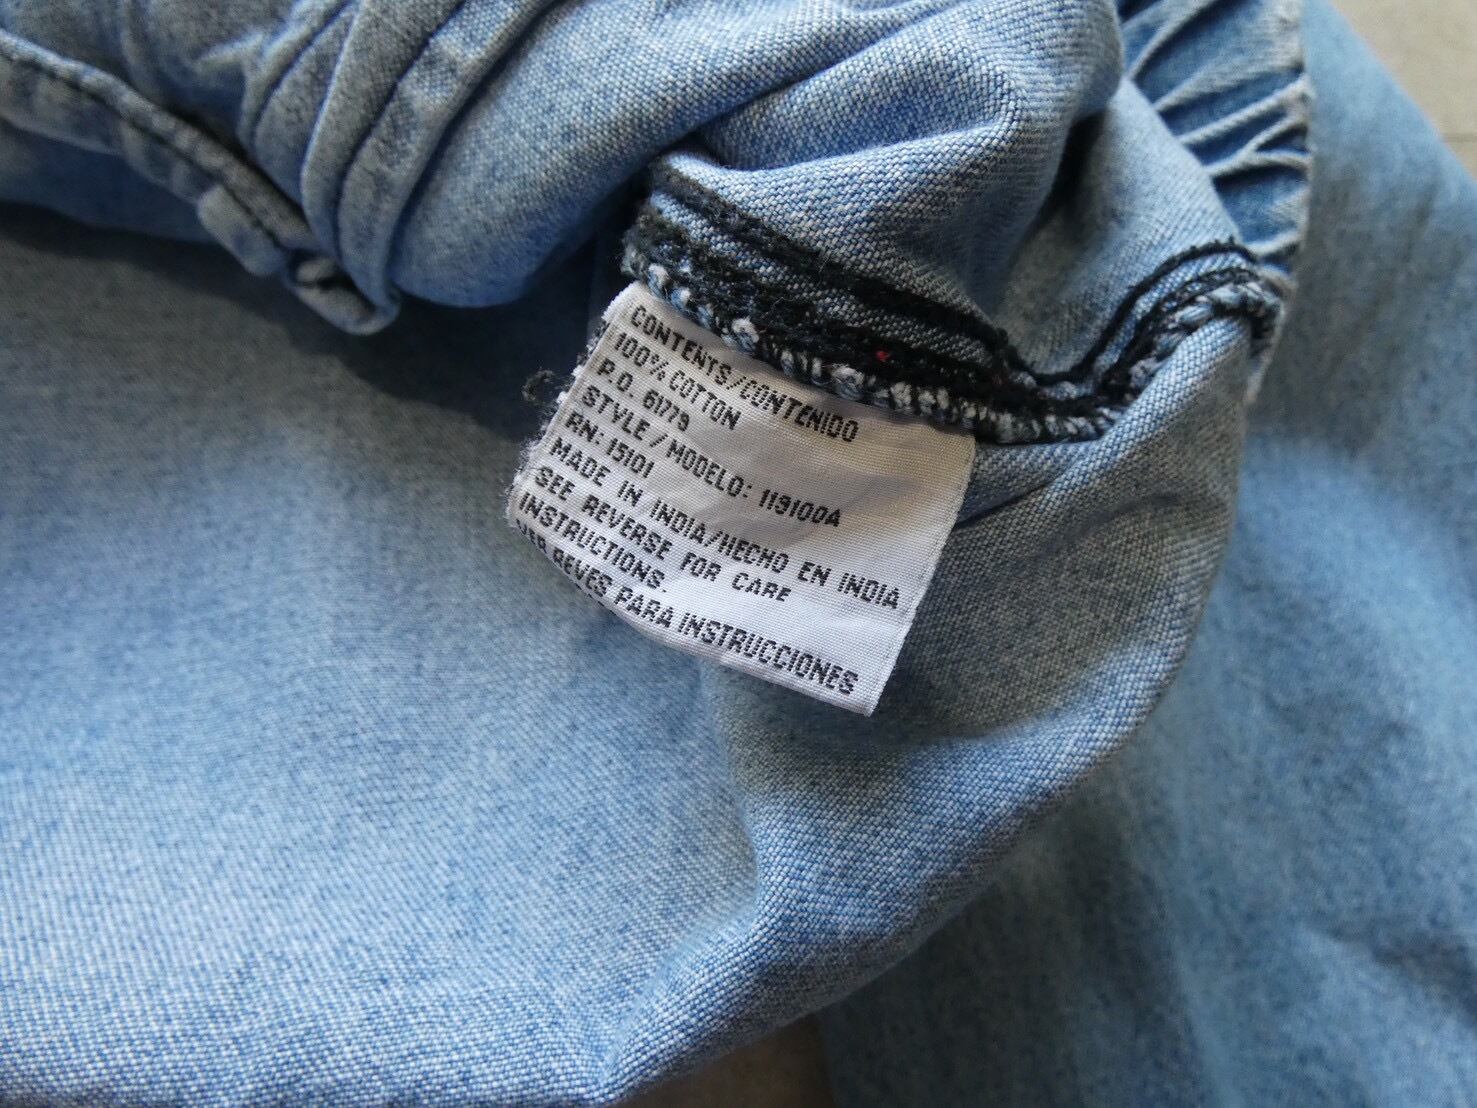 CONTENTS/CONTENIDO
100% COTTON
P.O. 61779
STYLE/MODELO: 119100A
RN: 15101
MADE IN INDIA/HECHO EN INDIA
SEE REVERSE FOR CARE
INSTRUCTIONS.
REVES PARA INSTRUCCIONES